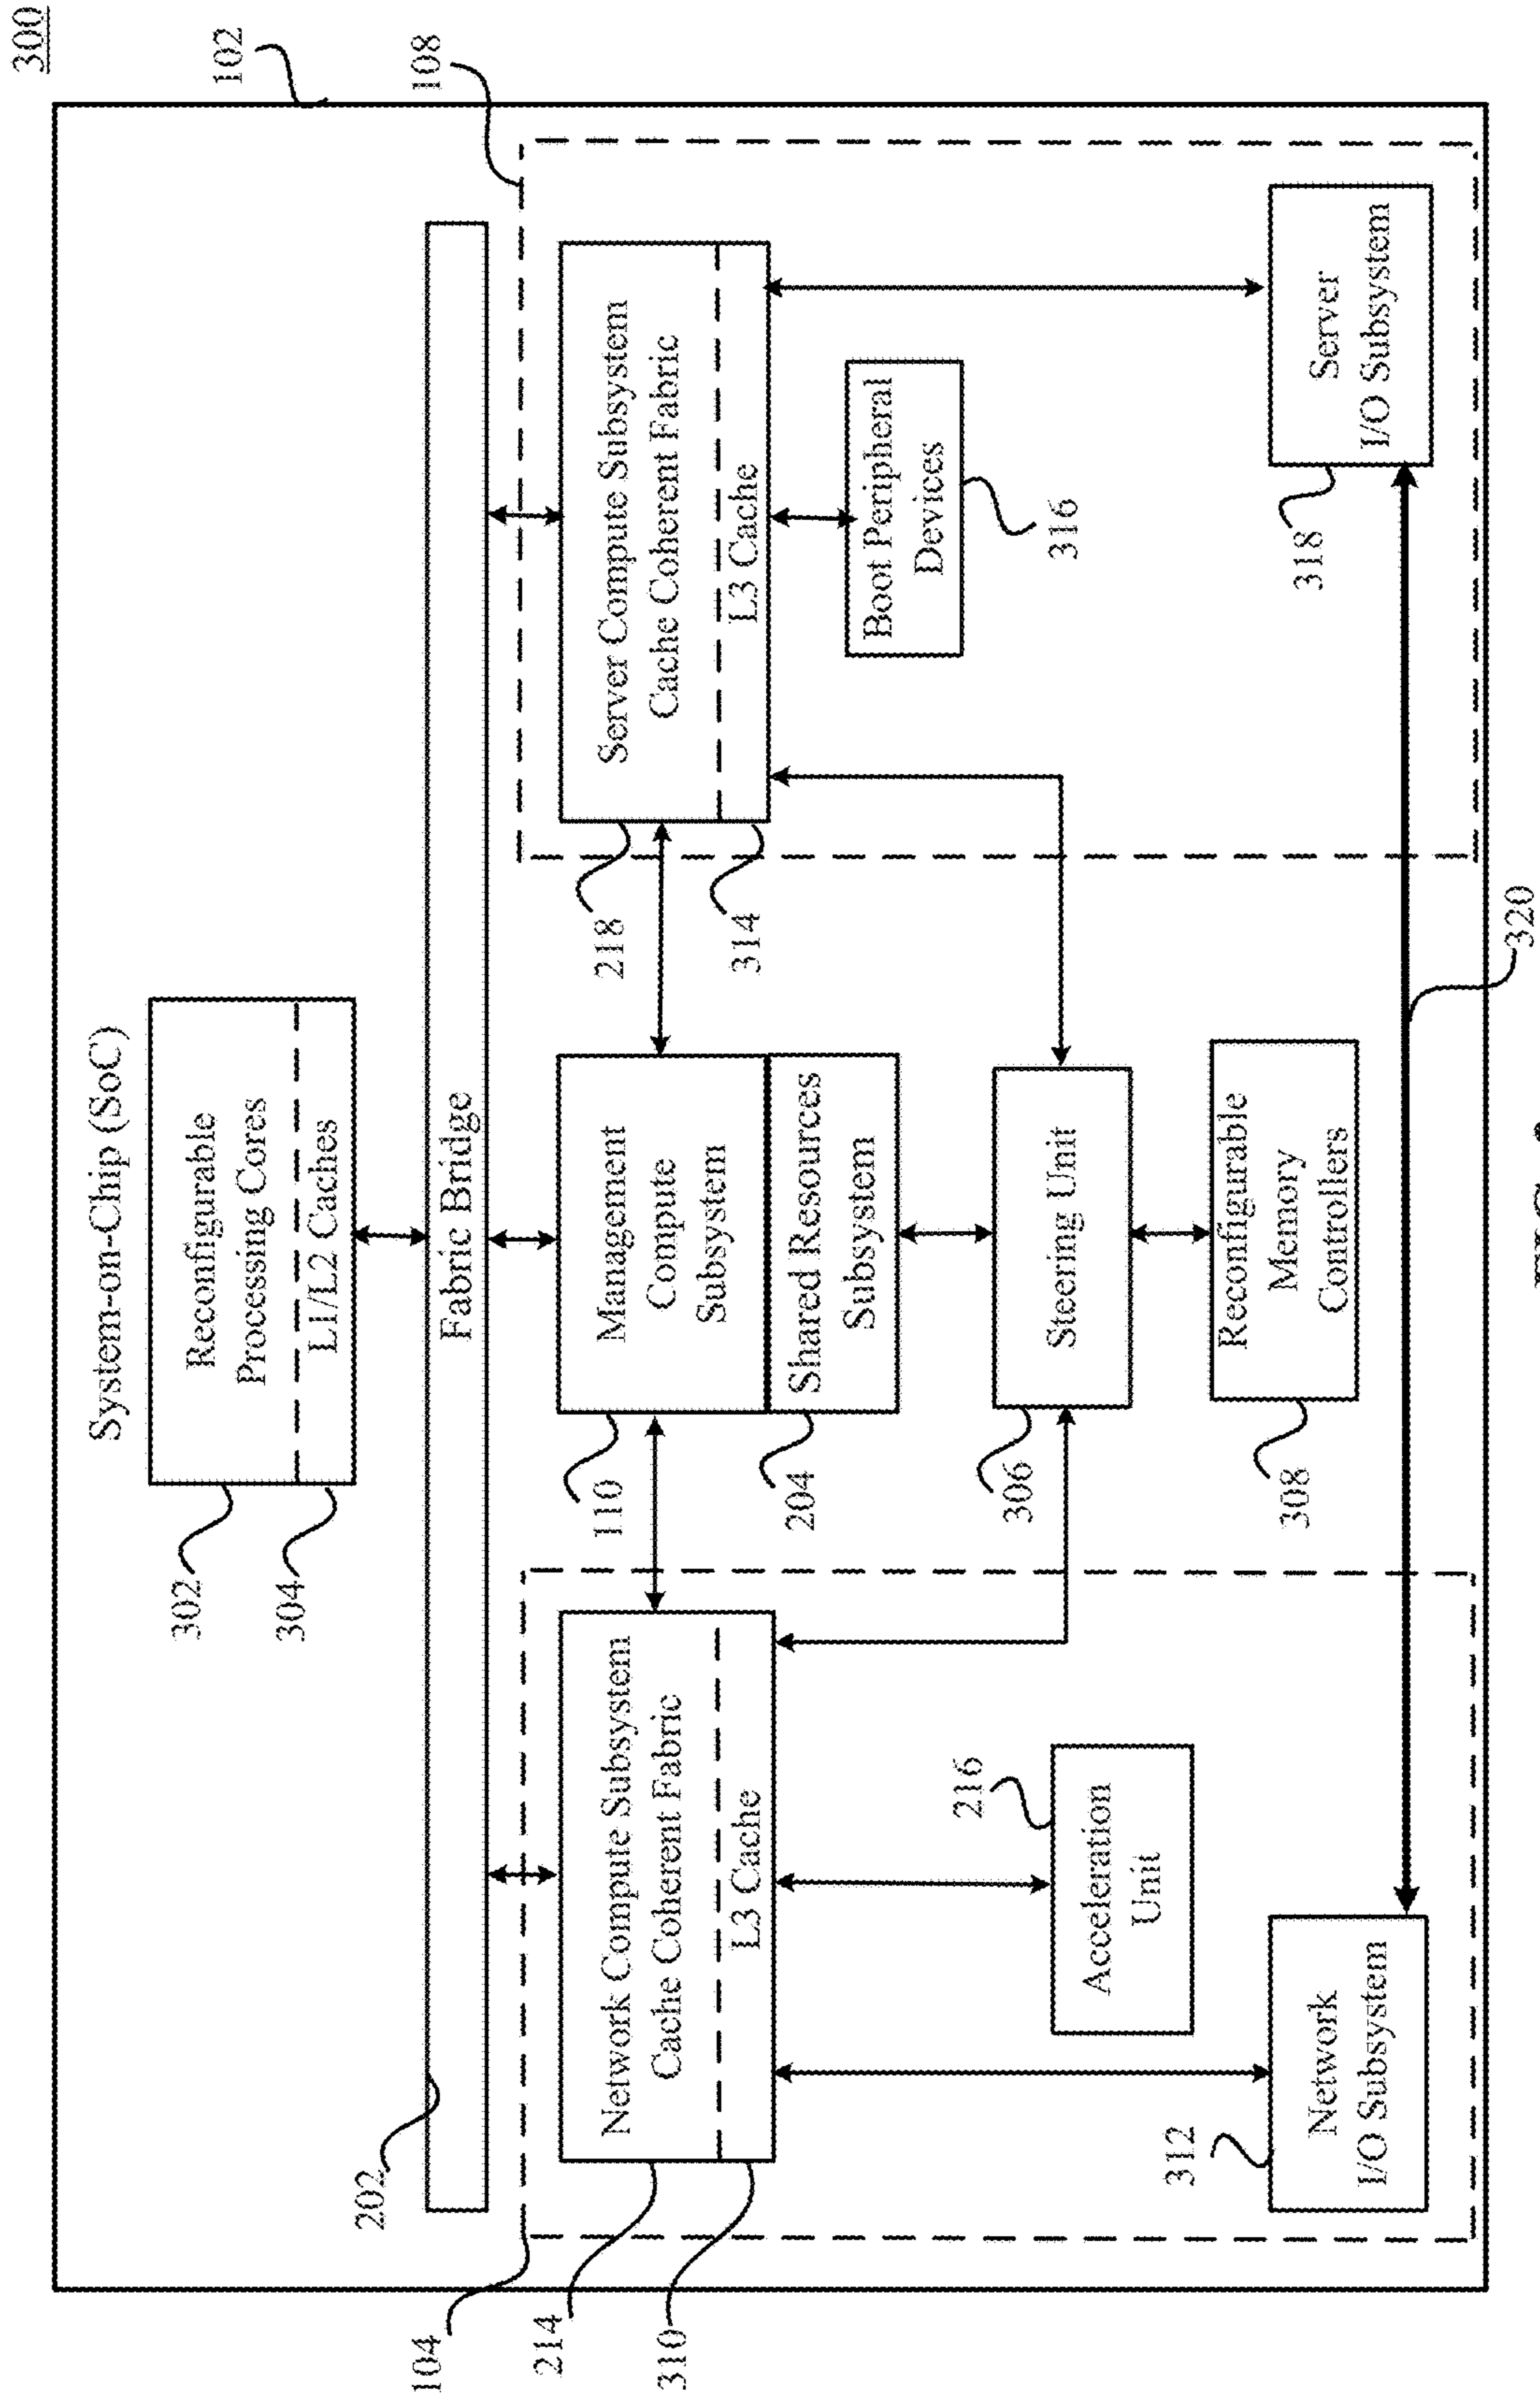 300
102
108
System-on-Chip (SoC)
Reconfigurable
Processing Cores
L1/L2 Caches
302
304
202
Fabric Bridge
104
214
310
Network Compute Subsystem
Cache Coherent Fabric
L3 Cache
110
Management
Compute
Subsystem
204
Shared Resources
Subsystem
218
314
Server Compute Subsystem
Cache Coherent Fabric
L3 Cache
Boot Peripheral
Devices
316
216
Acceleration
Unit
306
Steering Unit
308
Reconfigurable
Memory
Controllers
312
Network
I/O Subsystem
318
Server
I/O Subsystem
320